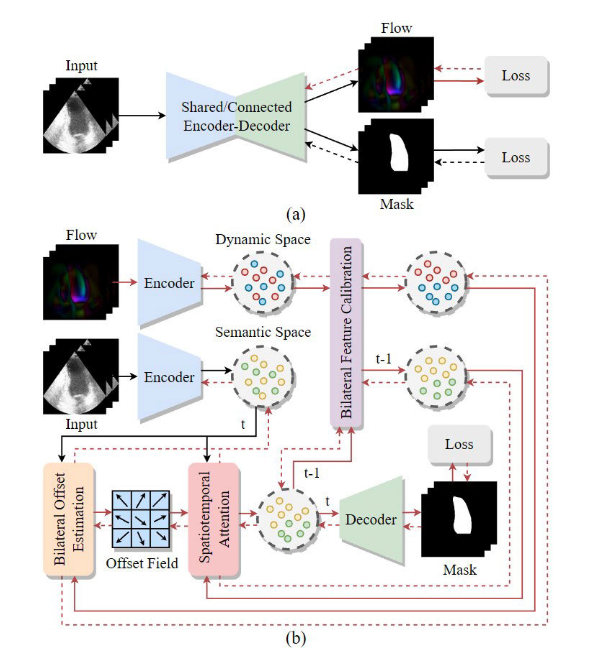 Input
Flow
Shared/Connected
Encoder-Decoder
Loss
Loss
Mask
(a)
Flow
Dynamic Space
Encoder
Bilateral Feature Calibration
Semantic Space
Encoder
Input
t
t-1
Loss
t-1
Bilateral Offset
Estimation
Offset Field
Spatiotemporal
Attention
t
Decoder
Mask
(b)